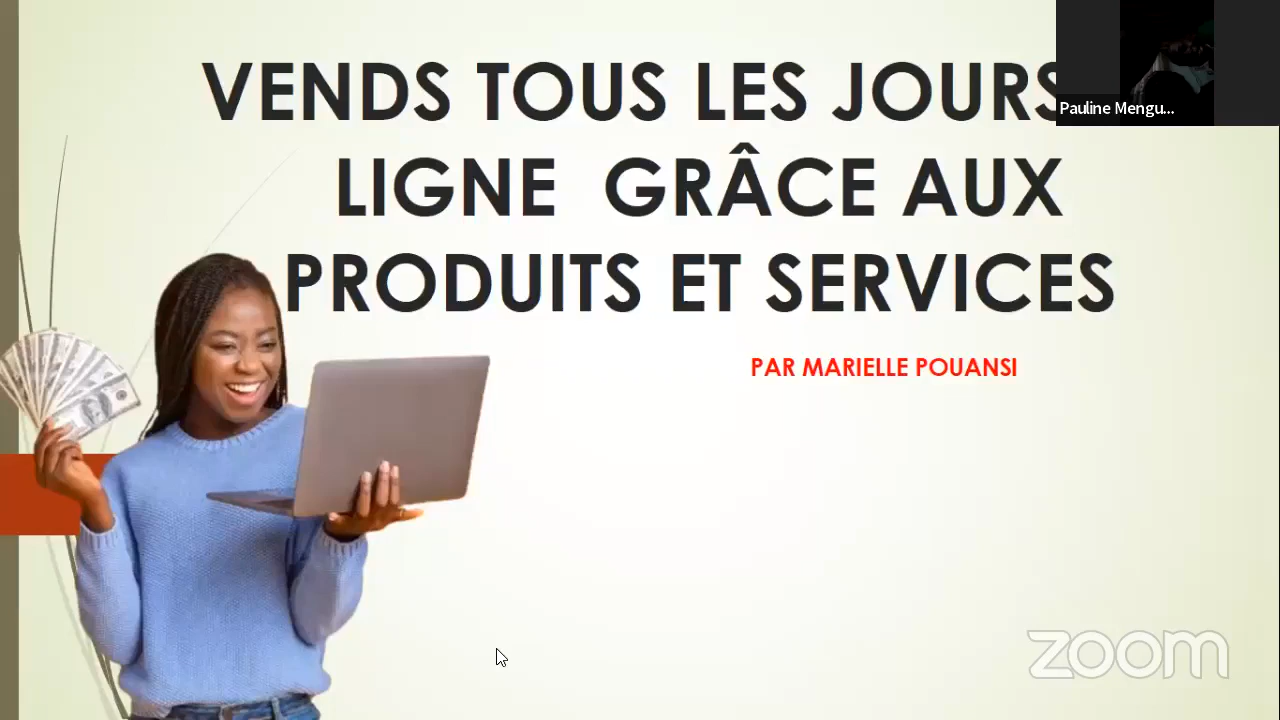 VENDS TOUS LES JOURS
LIGNE GRÂCE AUX
PRODUITS ET SERVICES
PAR MARIELLE POUANSI
Pauline Mengu...
zoom